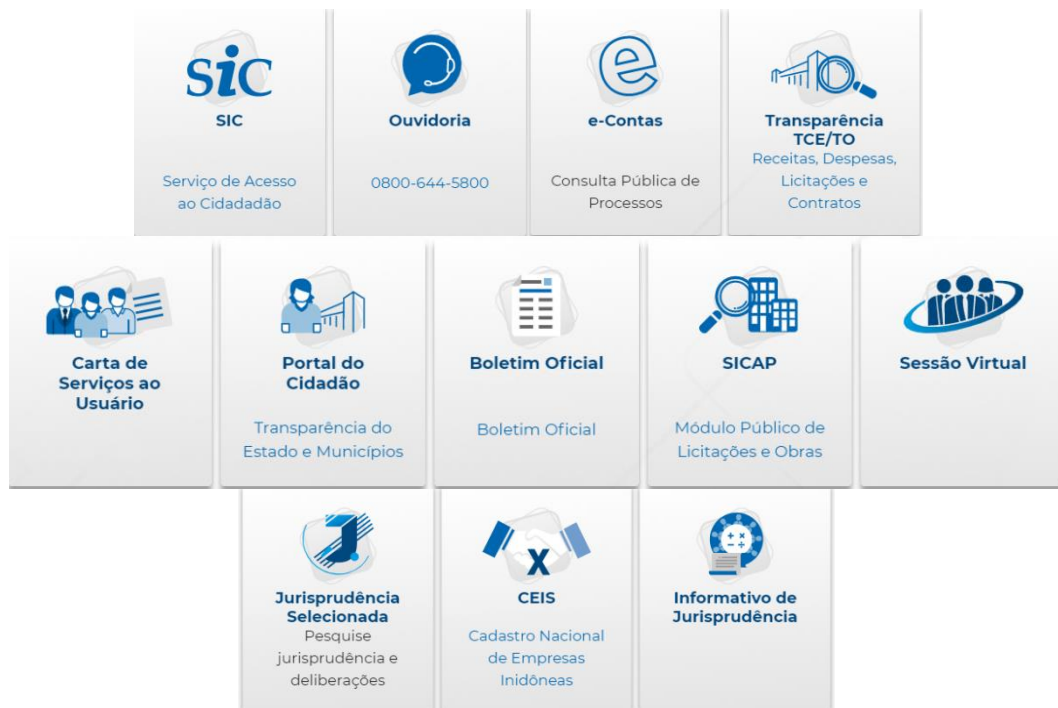 SiC
SIC
Serviço de Acesso
ao Cidadadão
Ouvidoria
0800-644-5800
e
e-Contas
Consulta Pública de
Processos
Transparência
TCE/TO
Receitas, Despesas,
Licitações e
Contratos
Carta de
Serviços ao
Usuário
Portal do
Cidadão
Transparência do
Estado e Municípios
Boletim Oficial
Boletim Oficial
SICAP
Módulo Público de
Licitações e Obras
Sessão Virtual
J
Jurisprudência
Selecionada
Pesquise
jurisprudência e
deliberações
X
CEIS
Cadastro Nacional
de Empresas
Inidôneas
Informativo de
Jurisprudência